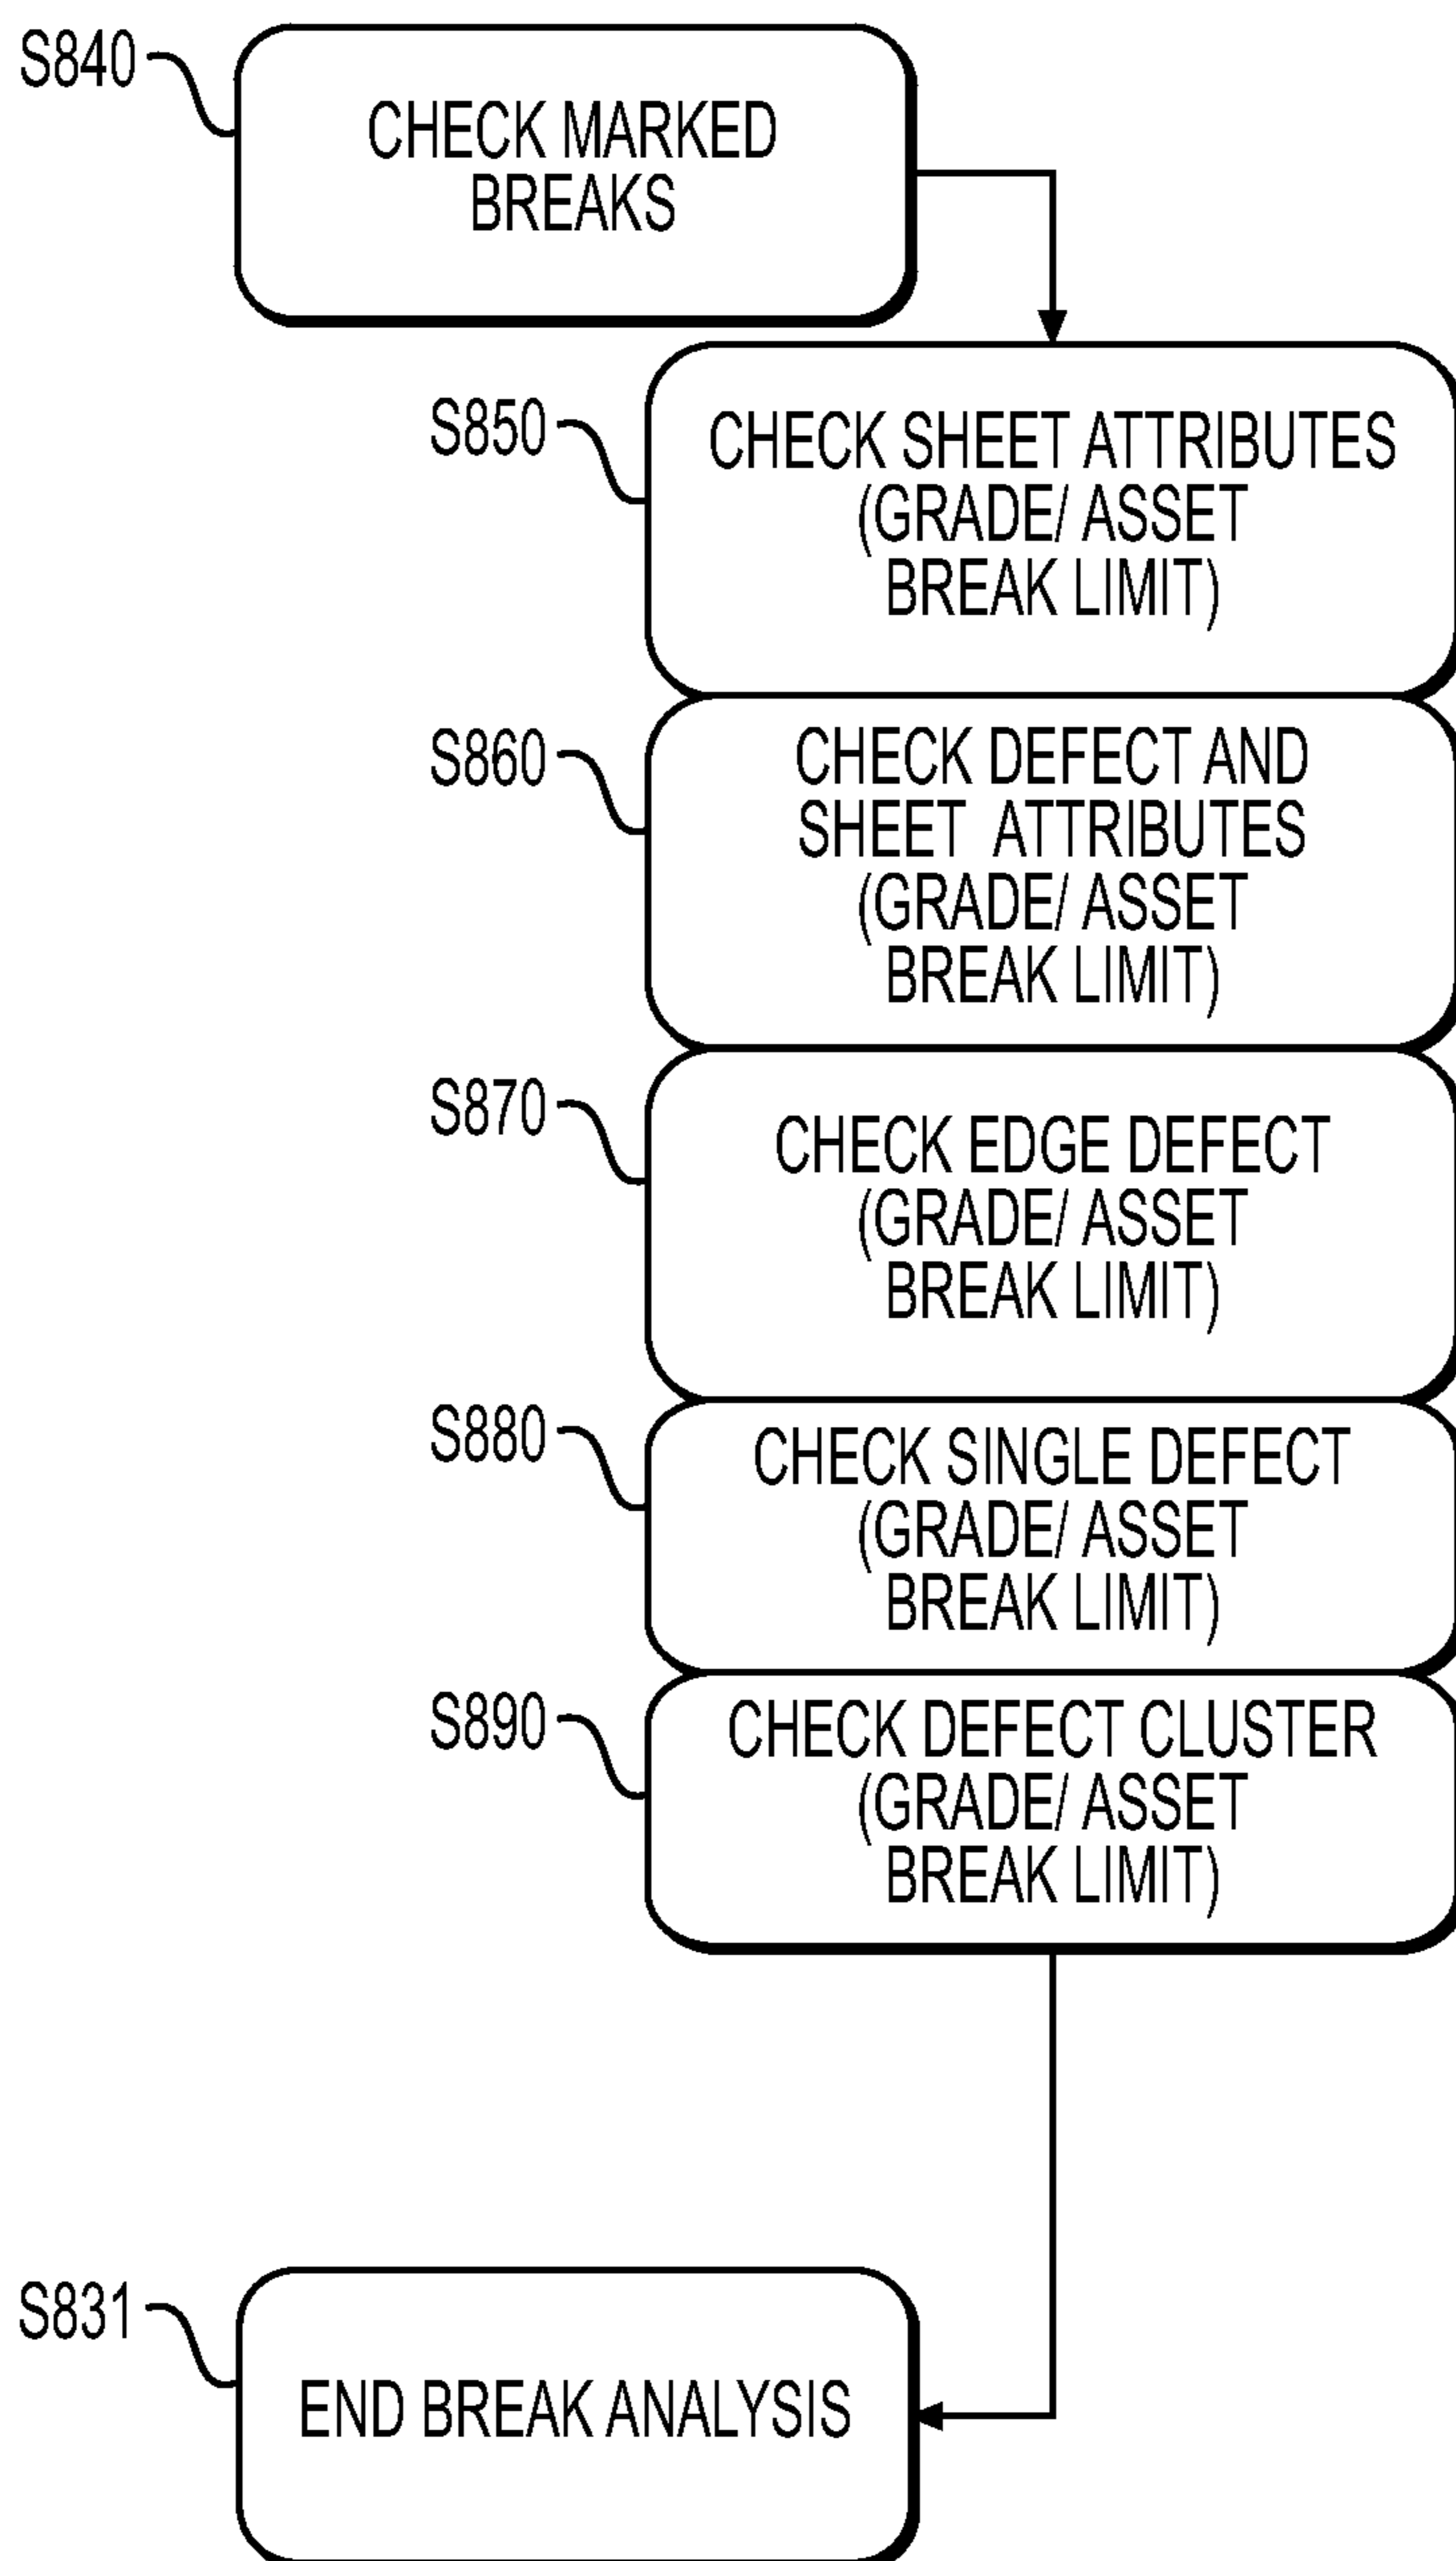 S840
CHECK MARKED
BREAKS
S850
CHECK SHEET ATTRIBUTES
(GRADE/ ASSET
BREAK LIMIT)
S860
CHECK DEFECT AND
SHEET ATTRIBUTES
(GRADE/ ASSET
BREAK LIMIT)
S870
CHECK EDGE DEFECT
(GRADE/ ASSET
BREAK LIMIT)
S880
CHECK SINGLE DEFECT
(GRADE/ ASSET
BREAK LIMIT)
S890
CHECK DEFECT CLUSTER
(GRADE/ ASSET
BREAK LIMIT)
S831
END BREAK ANALYSIS